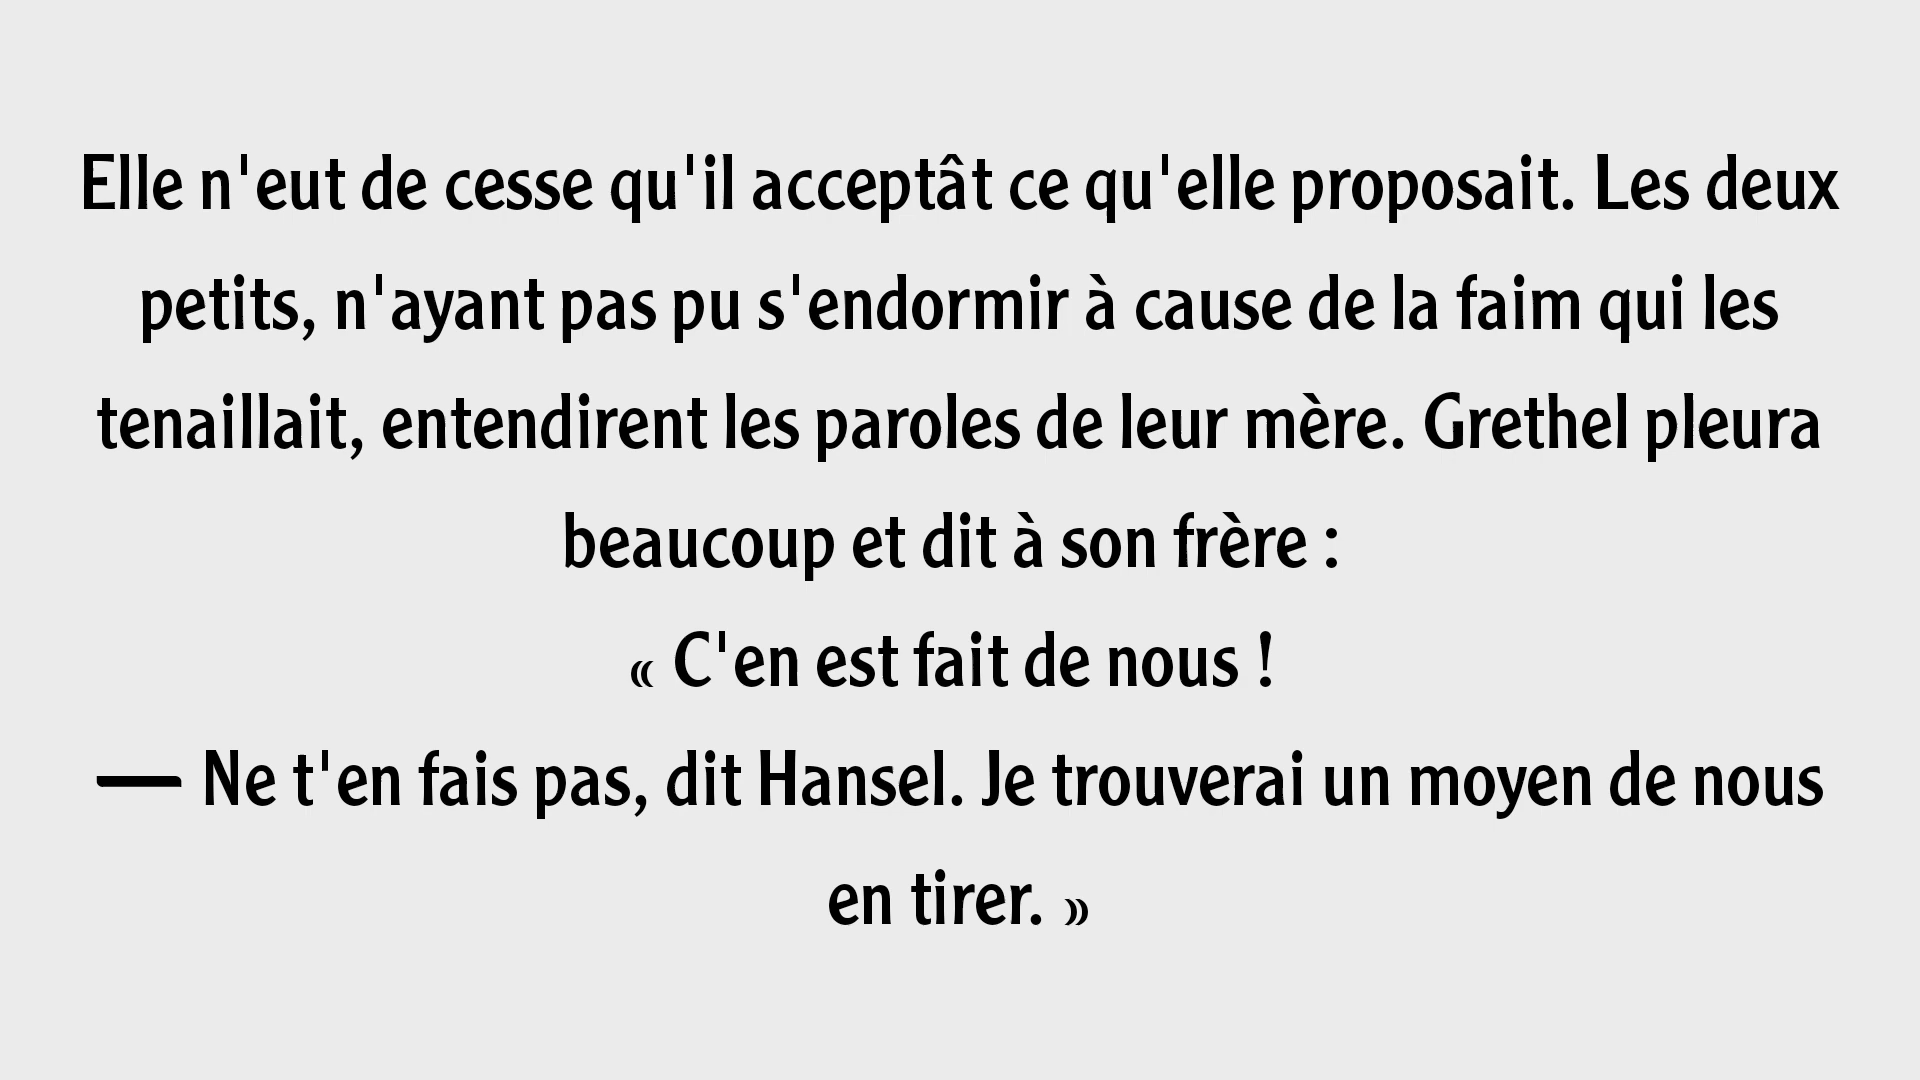 Elle n'eut de cesse qu'il acceptât ce qu'elle proposait. Les deux
petits, n'ayant pas pu s'endormir à cause de la faim qui les
tenaillait, entendirent les paroles de leur mère. Grethel pleura
beaucoup et dit à son frère :
« C'en est fait de nous !
— Ne t'en fais pas, dit Hansel. Je trouverai un moyen de nous
en tirer. »